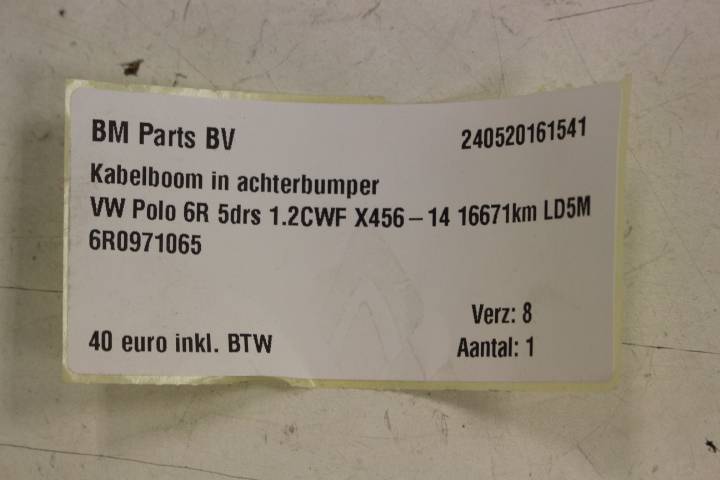 BM Parts BV 240520161541
Kabelboom in achterbumper
VW Polo 6R 5drs 1.2CWF X456-14 16671km LD5M
6R0971065
Verz: 8
40 euro inkl. BTW Aantal: 1